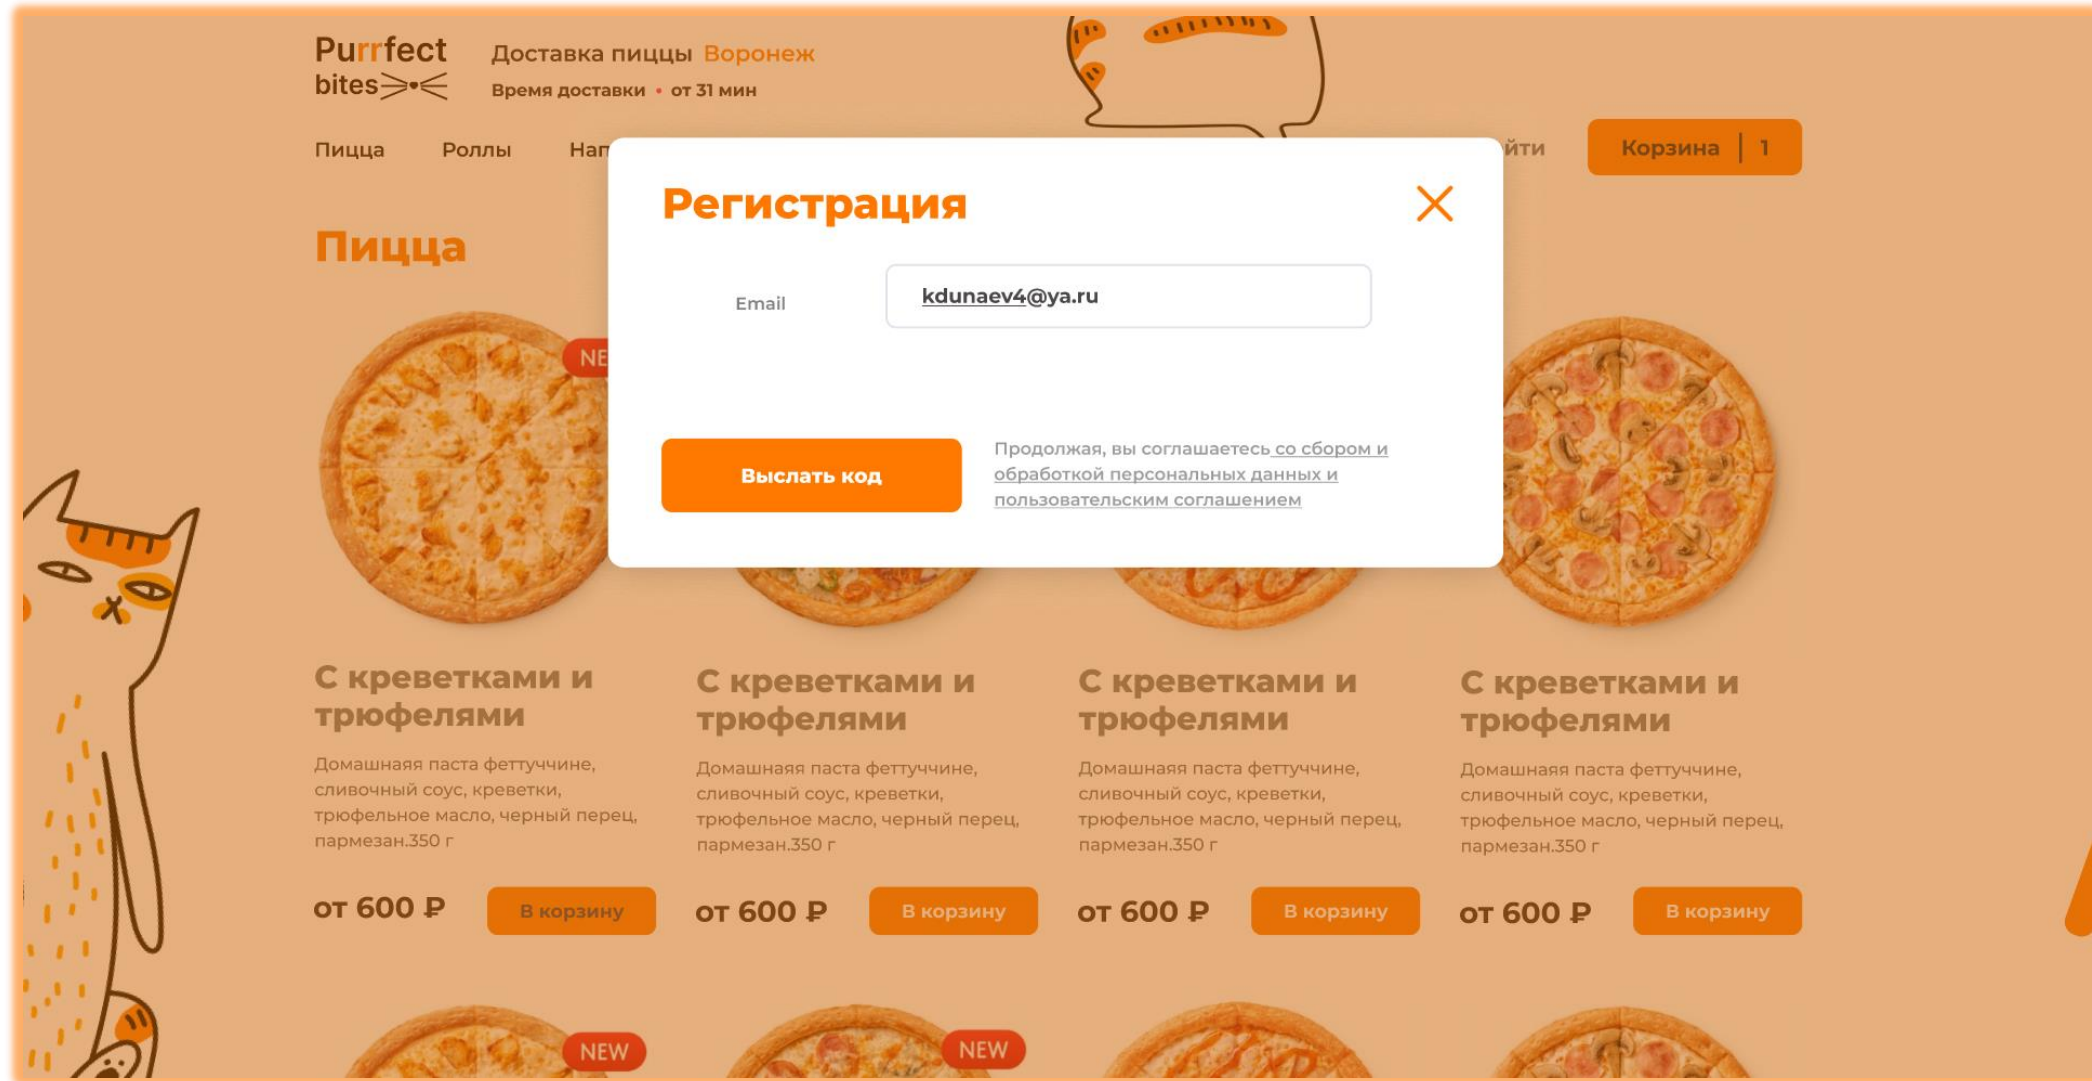 Purrfect
bites
Доставка пиццы Воронеж
Время доставки • от 31 мин
Пицца Роллы
Корзина | 1
Пицца
Регистрация
Email kdunaev4@ya.ru
Выслать код
Продолжая, вы соглашаетесь со сбором и
обработкой персональных данных и
пользовательским соглашением
С креветками и
трюфелями
Домашнаяя паста феттуччине,
сливочный соус, креветки,
трюфельное масло, черный перец,
пармезан.350 г
от 600 ₽ В корзину
С креветками и
трюфелями
Домашнаяя паста феттуччине,
сливочный соус, креветки,
трюфельное масло, черный перец,
пармезан.350 г
от 600 ₽ В корзину
С креветками и
трюфелями
Домашнаяя паста феттуччине,
сливочный соус, креветки,
трюфельное масло, черный перец,
пармезан.350 г
от 600 ₽ В корзину
С креветками и
трюфелями
Домашнаяя паста феттуччине,
сливочный соус, креветки,
трюфельное масло, черный перец,
пармезан.350 г
от 600 ₽ В корзину
NEW
NEW